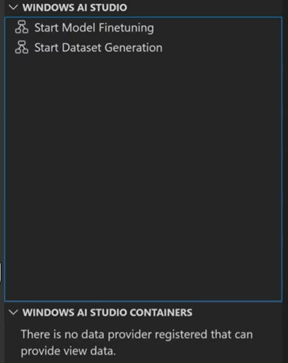 WINDOWS AI STUDIO
Start Model Finetuning
Start Dataset Generation
WINDOWS AI STUDIO CONTAINERS
There is no data provider registered that can
provide view data.